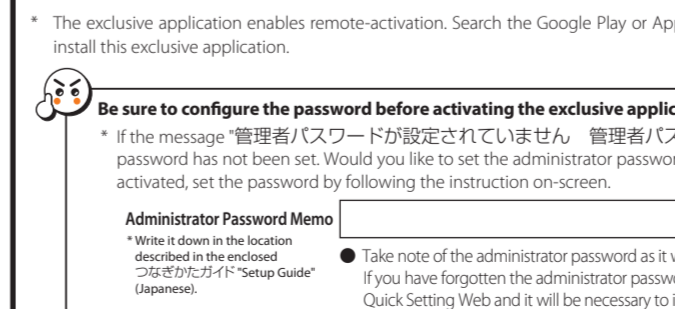 * The exclusive application enables remote-activation. Search the Google Play or
install this exclusive application.
Be sure to configure the password before activating the exclusive
* If the message "管理者パスワードが設定されていません 管理者
password has not been set. Would you like to set the administrator
activated, set the password by following the instruction on-screen.
Administrator Password Memo
* Write it down in the location
described in the enclosed
つなぎかたガイド "Setup Guide"
(Japanese).
● Take note of the administrator password as it
If you have forgotten the administrator
Quick Setting Web and it will be necessary to